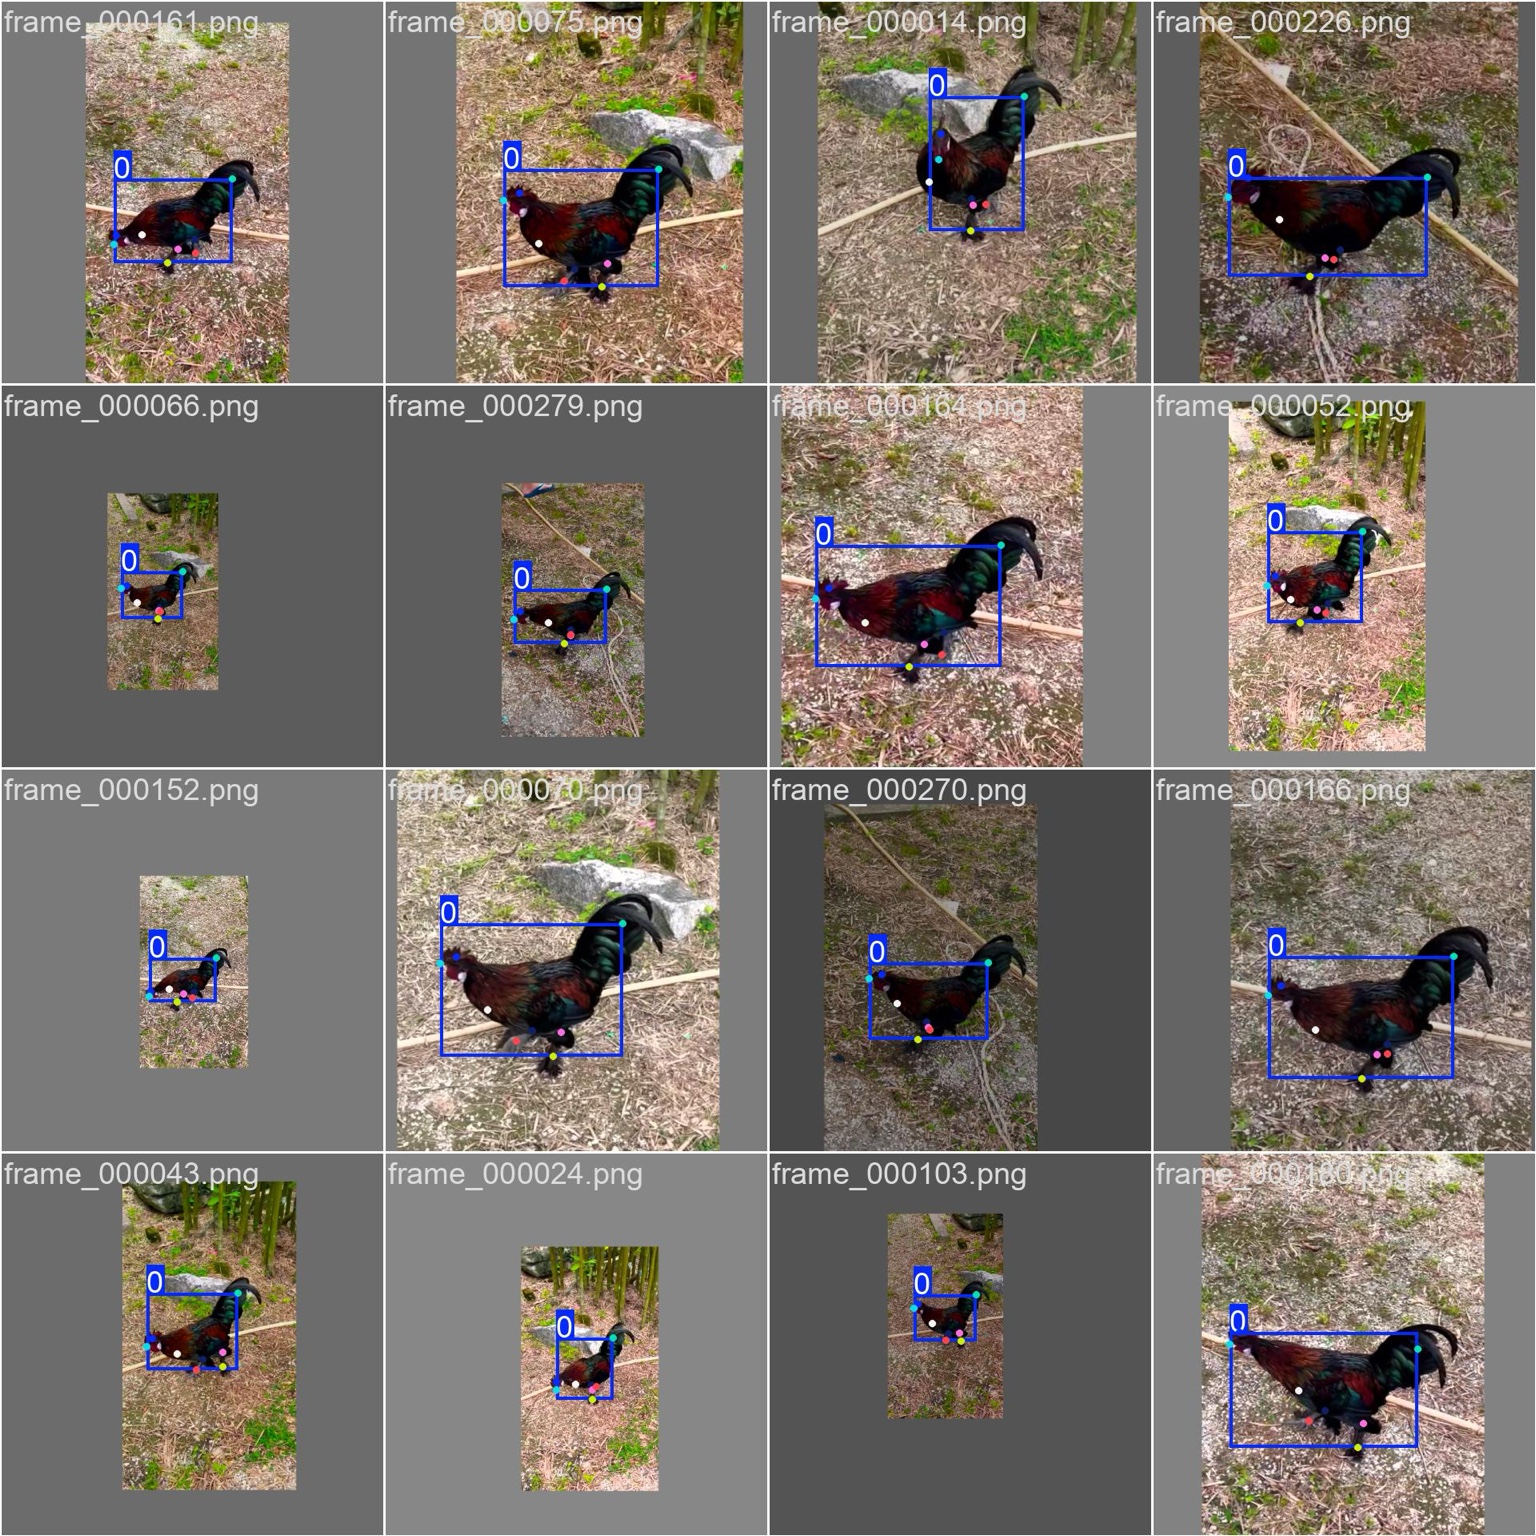 frame_000161.png
0
frame_000075.png
0
frame_000014.png
0
frame_000226.png
0
frame_000066.png
0
frame_000279.png
0
frame_000164.png
0
frame_000052.png
0
frame_000152.png
0
frame_000070.png
0
frame_000270.png
0
frame_000166.png
0
frame_000043.png
0
frame_000024.png
0
frame_000103.png
0
frame_000180.png
0